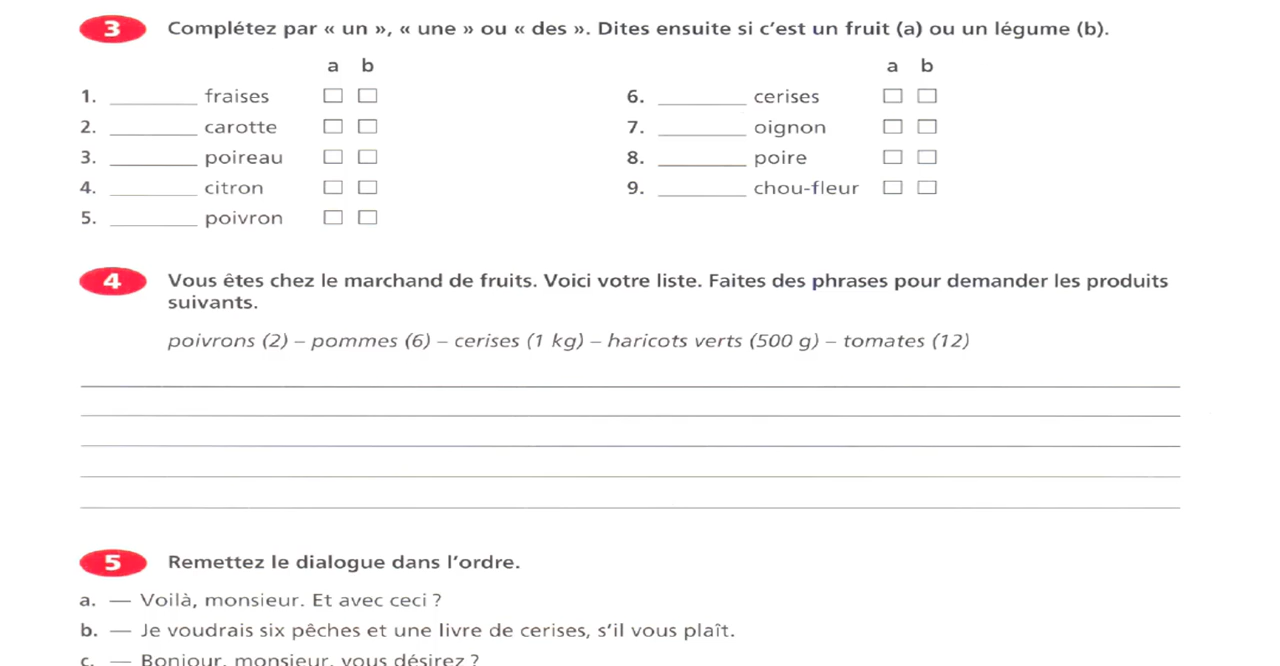 3 Complétez par « un », « une » ou « des ». Dites ensuite si c’est un fruit (a) ou un légume (b).
a b
1. ________ fraises □ □
2. ________ carotte □ □
3. ________ poireau □ □
4. ________ citron □ □
5. ________ poivron □ □
a b
6. ________ cerises □ □
7. ________ oignon □ □
8. ________ poire □ □
9. ________ chou-fleur □ □
4 Vous êtes chez le marchand de fruits. Voici votre liste. Faites des phrases pour demander les produits
suivants.
poivrons (2) – pommes (6) – cerises (1 kg) – haricots verts (500 g) – tomates (12)
5 Remettez le dialogue dans l’ordre.
a. — Voilà, monsieur. Et avec ceci ?
b. — Je voudrais six pêches et une livre de cerises, s’il vous plaît.
c. — Bonjour, monsieur, vous désirez ?